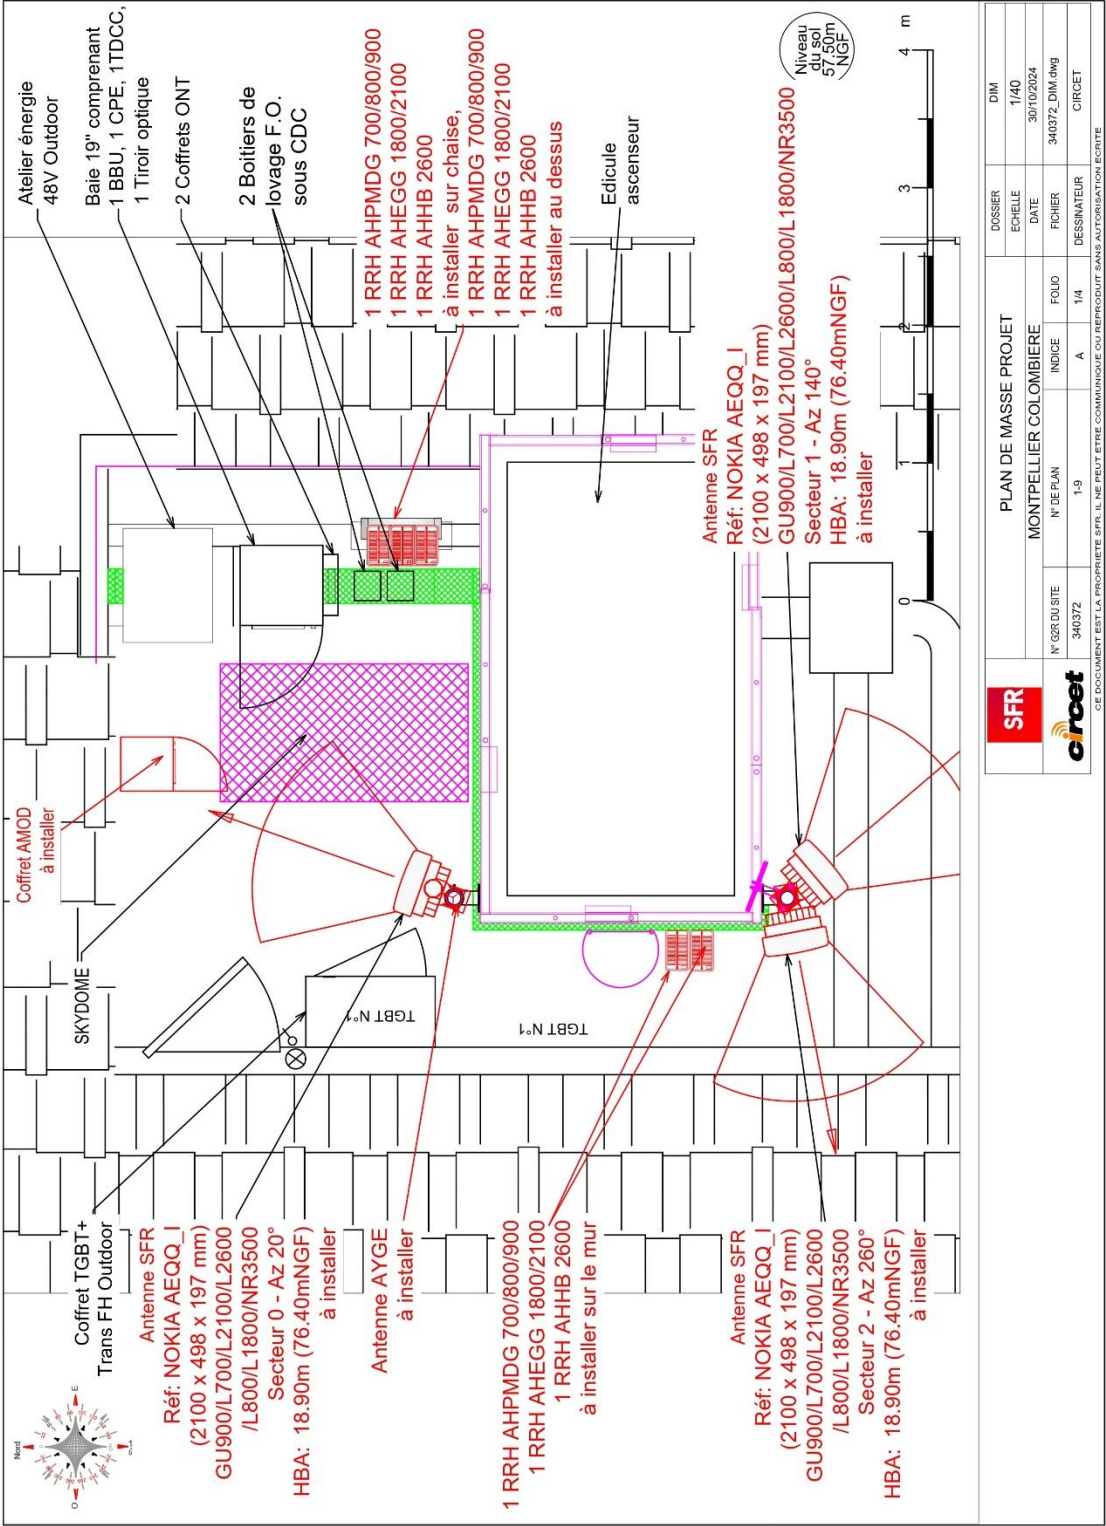 Atelier énergie
48V Outdoor
Baie 19" comprenant
1 BBU, 1 CPE, 1TDCC,
1 Tiroir optique
2 Coffrets ONT
2 Boitiers de
lovage F.O.
sous CDC
1 RRH AHPMDG 700/800/900
1 RRH AHEGG 1800/2100
1 RRH AHHB 2600
à installer sur chaise,
1 RRH AHPMDG 700/800/900
1 RRH AHEGG 1800/2100
1 RRH AHHB 2600
à installer au dessus
Edicule
ascenseur
Niveau
du sol
57.50m
NGF
Antenne SFR
Réf: NOKIA AEQQ_I
(2100 x 498 x 197 mm)
GU900/L700/L2100/L2600/L800/L1800/NR3500
Secteur 1 - Az 140°
HBA: 18.90m (76.40mNGF)
à installer
0
1
2
3
4
m
Coffret AMOD
à installer
SKYDOME
TGBT N°1
TGBT N°1
Coffret TGBT+
Trans FH Outdoor
Antenne SFR
Réf: NOKIA AEQQ_I
(2100 x 498 x 197 mm)
GU900/L700/L2100/L2600
/L800/L1800/NR3500
Secteur 0 - Az 20°
HBA: 18.90m (76.40mNGF)
à installer
Antenne AYGE
à installer
1 RRH AHPMDG 700/800/900
1 RRH AHEGG 1800/2100
1 RRH AHHB 2600
à installer sur le mur
Antenne SFR
Réf: NOKIA AEQQ_I
(2100 x 498 x 197 mm)
GU900/L700/L2100/L2600
/L800/L1800/NR3500
Secteur 2 - Az 260°
HBA: 18.90m (76.40mNGF)
à installer
Nord
E
O
SFR
circet
PLAN DE MASSE PROJET
MONTPELLIER COLOMBIERE
N° G2R DU SITE
340372
N° DE PLAN
1-9
INDICE
A
FOLIO
1/4
DOSSIER
DIM
ECHELLE
1/40
DATE
30/10/2024
FICHIER
340372_DIM.dwg
DESSINATEUR
CIRCET
CE DOCUMENT EST LA PROPRIETE SFR. IL NE PEUT ETRE COMMUNIQUE OU REPRODUIT SANS AUTORISATION ECRITE